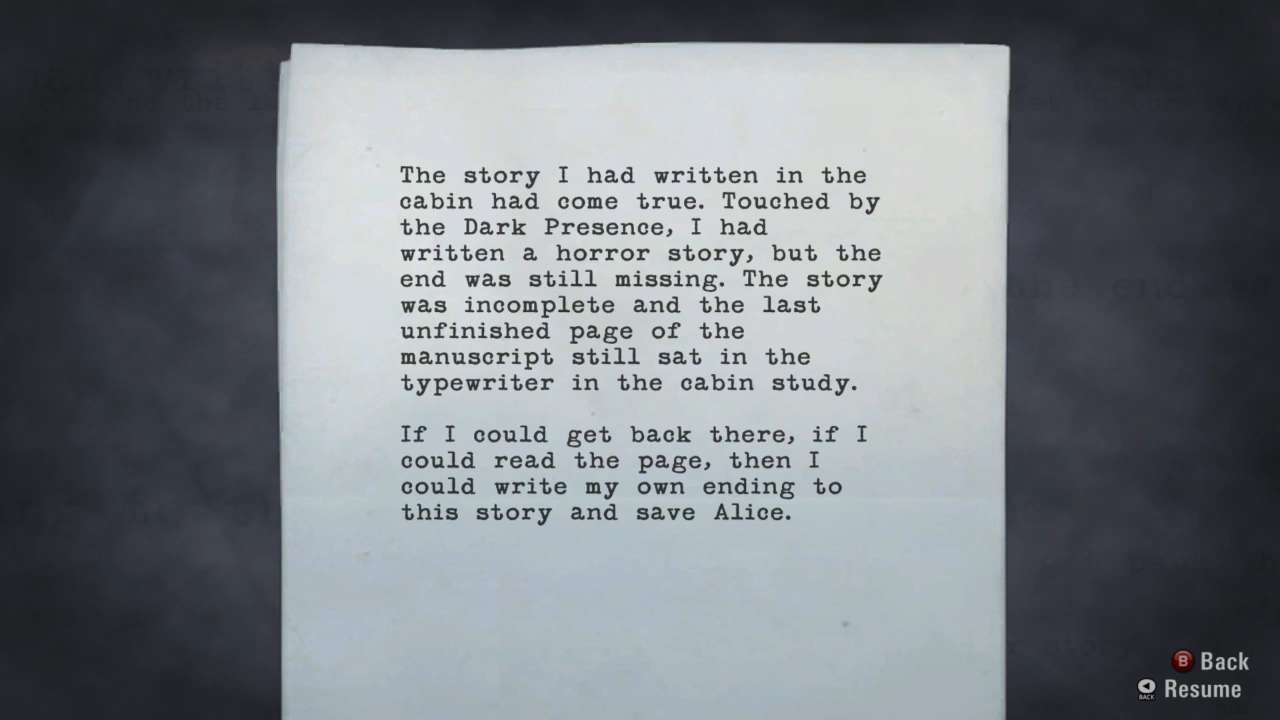 The story I had written in the
cabin had come true. Touched by
the Dark Presence, I had
written a horror story, but the
end was still missing. The story
was incomplete and the last
unfinished page of the
manuscript still sat in the
typewriter in the cabin study.
If I could get back there, if I
could read the page, then I
could write my own ending to
this story and save Alice.
B Back
BACK Resume